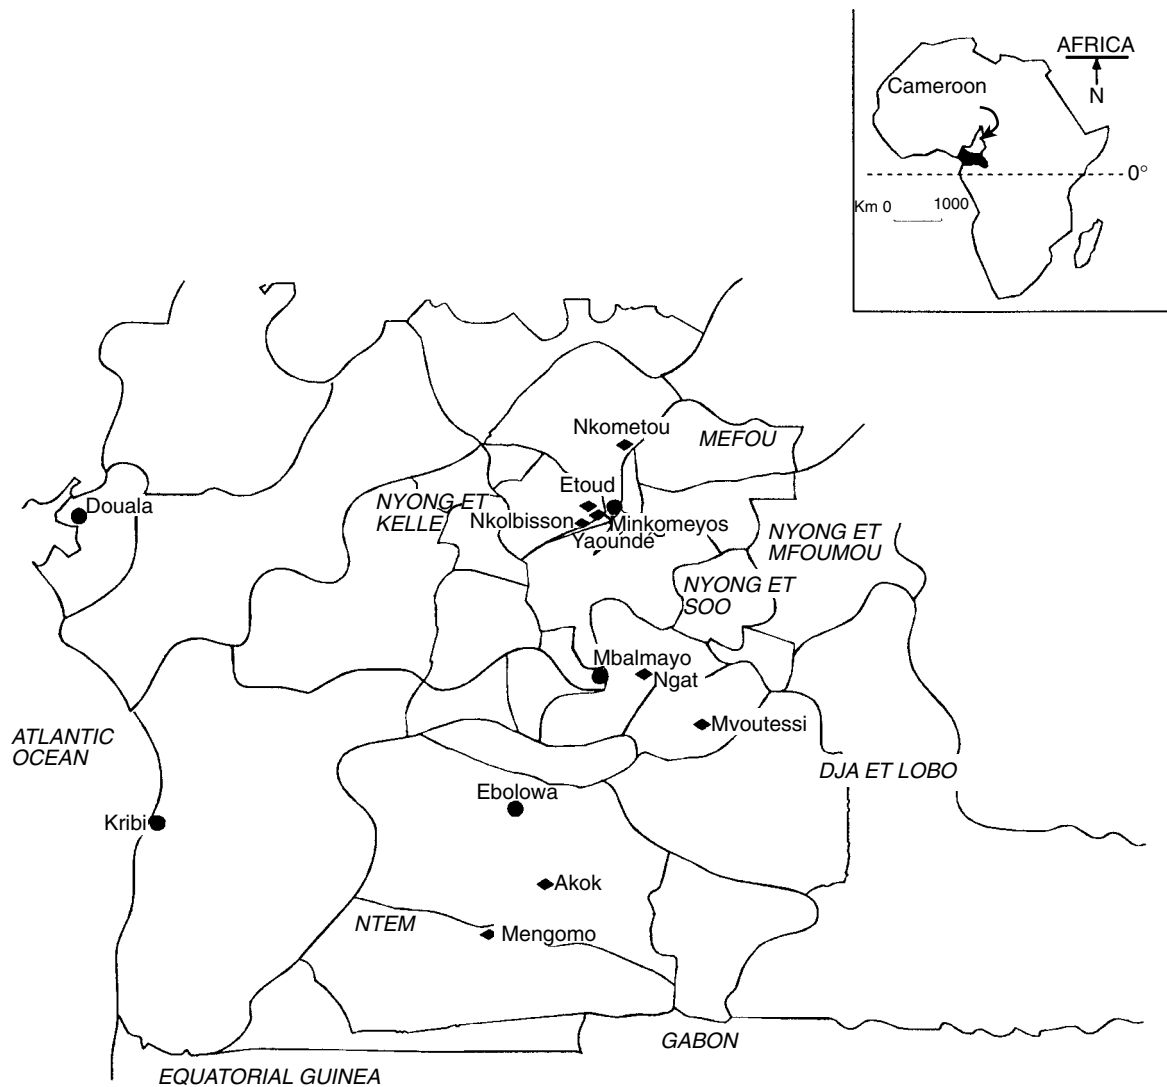 AFRICA
Cameroon
N
0°
Km 0 1000
Nkometou
MEFOU
Etoud
Douala
NYONG ET
KELLE
Nkolbisson
Minkomeyos
Yaoundé
NYONG ET
MFOUMOU
NYONG ET
SOO
Mbalmayo
Ngat
Mvoutessi
ATLANTIC
OCEAN
DJA ET LOBO
Ebolowa
Kribi
Akok
NTEM
Mengomo
GABON
EQUATORIAL GUINEA